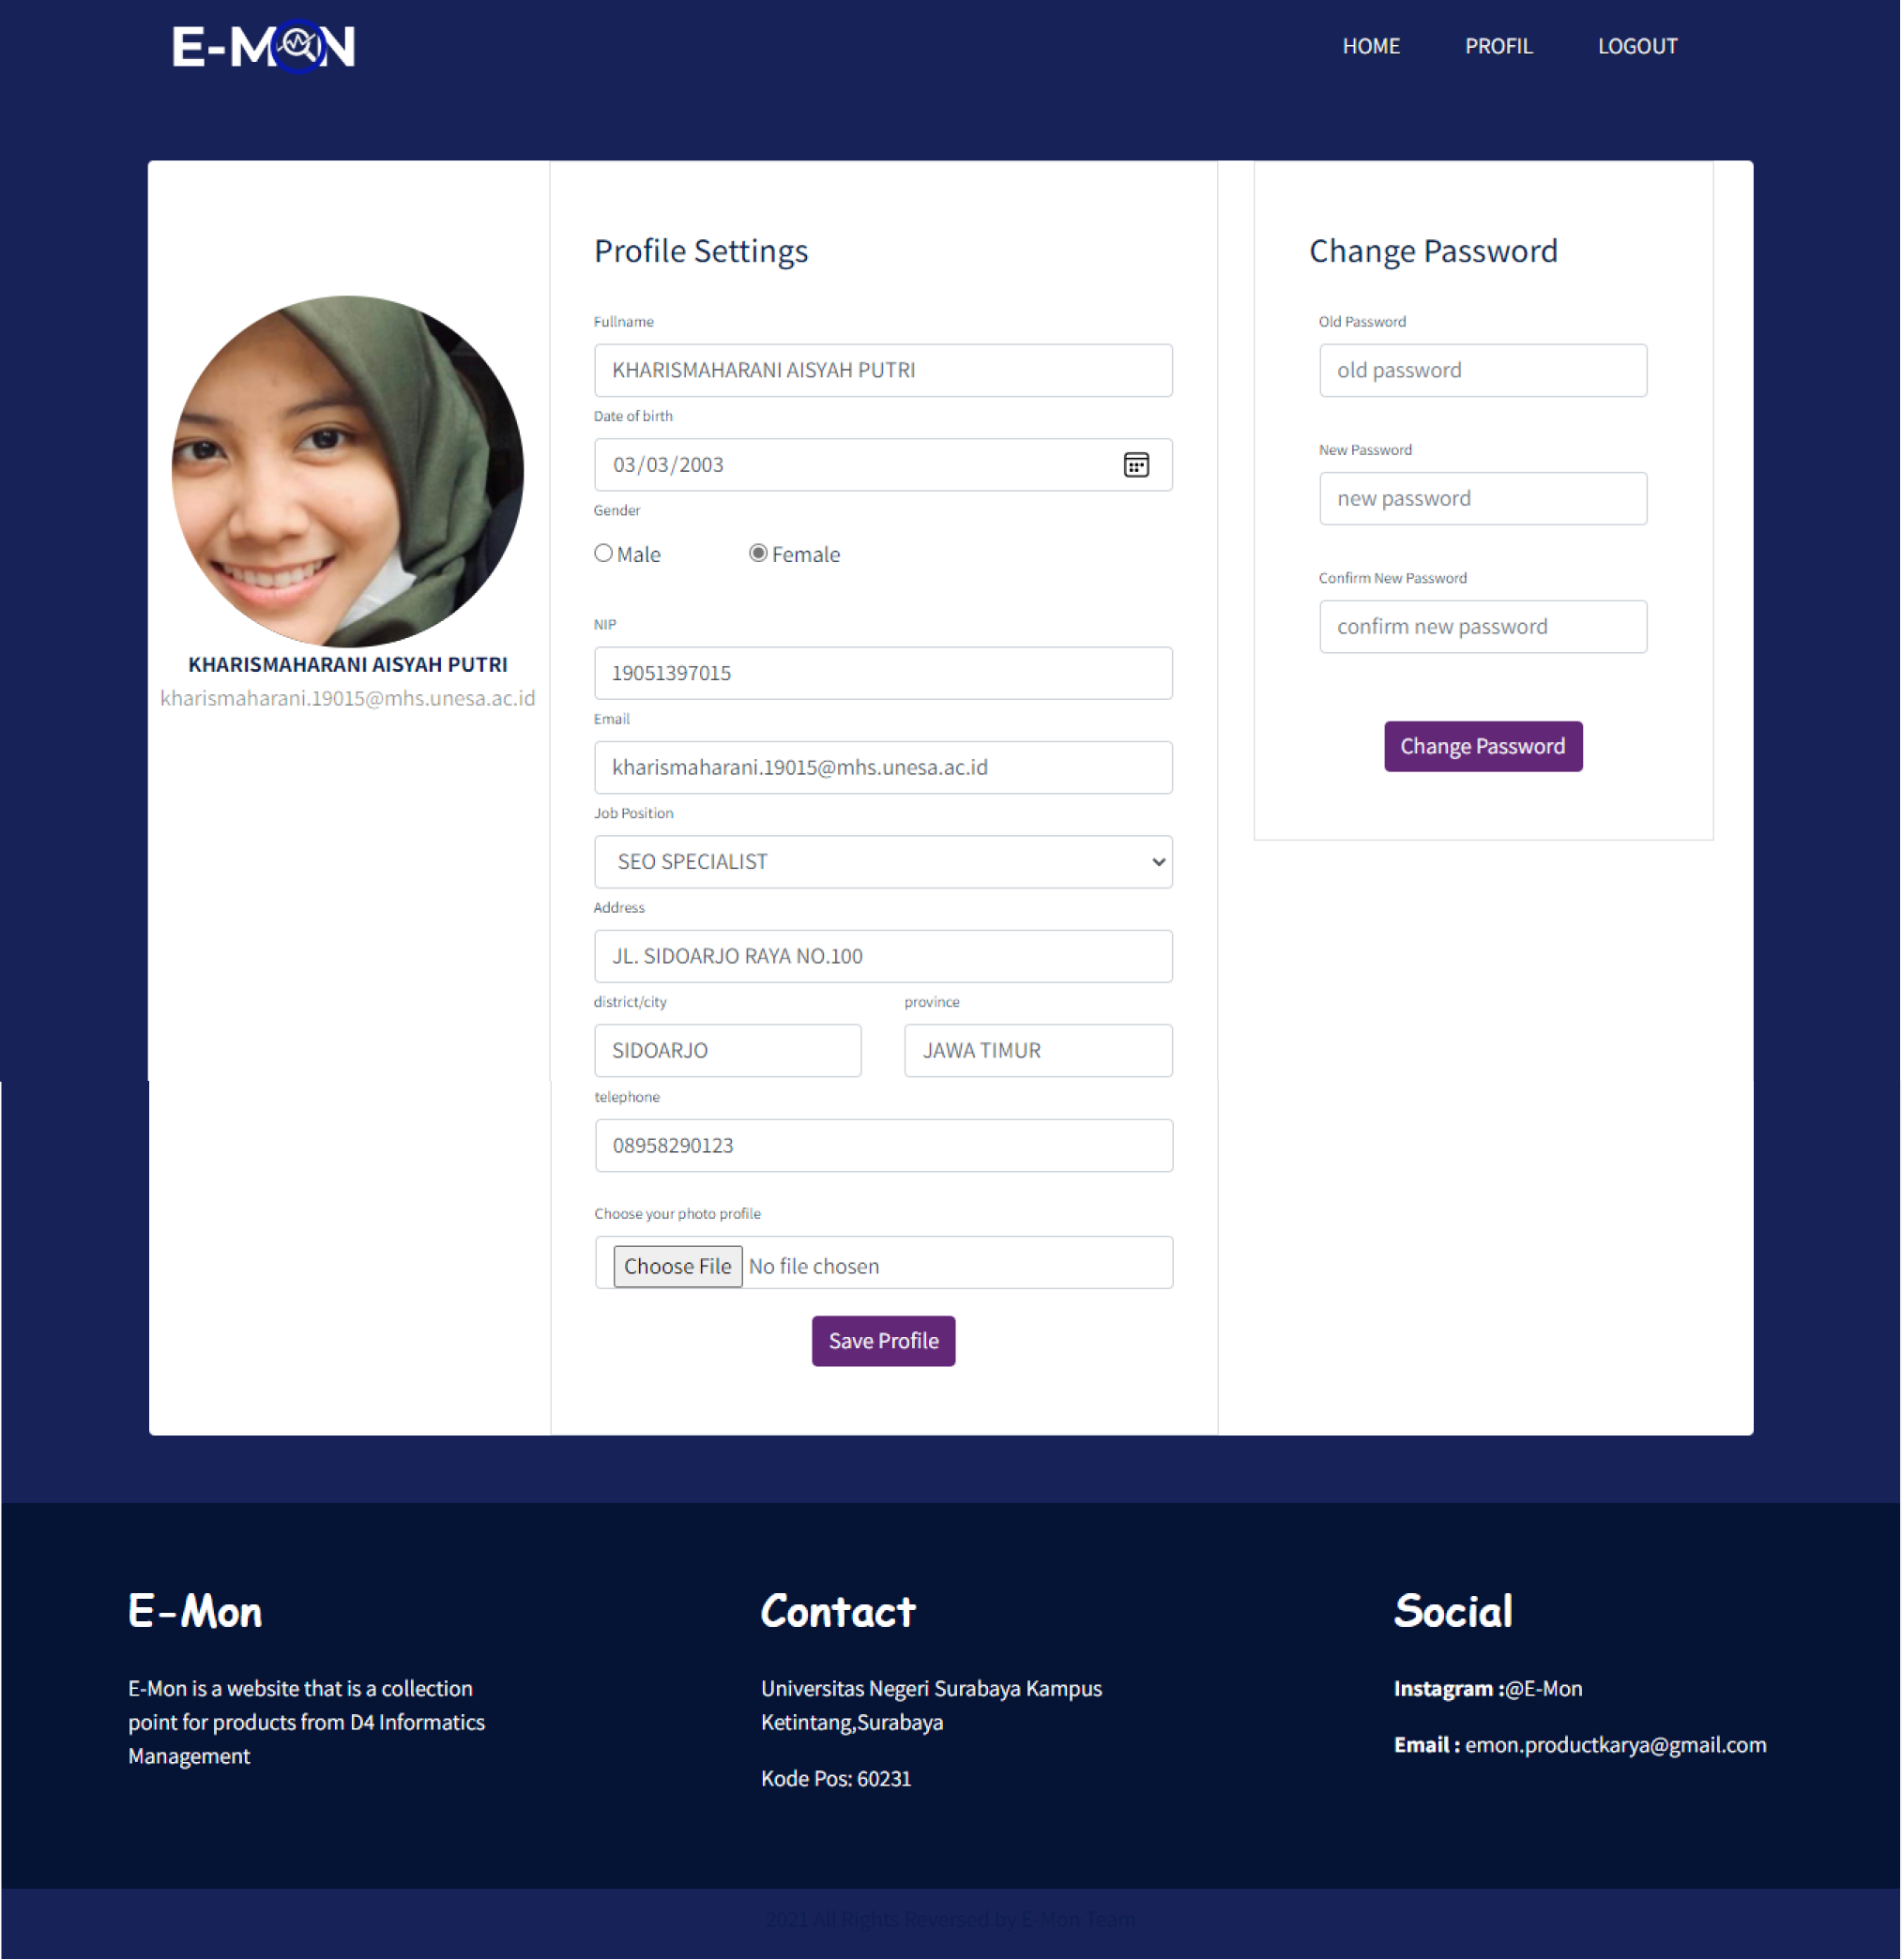 E-MON
HOME PROFIL LOGOUT
KHARISMAHARANI AISYAH PUTRI
kharismaharani.19015@mhs.unesa.ac.id
Profile Settings
Fullname
KHARISMAHARANI AISYAH PUTRI
Date of birth
03/03/2003
Gender
Male Female
NIP
19051397015
Email
kharismaharani.19015@mhs.unesa.ac.id
Job Position
SEO SPECIALIST
Address
JL. SIDOARJO RAYA NO.100
district/city province
SIDOARJO JAWA TIMUR
telephone
08958290123
Choose your photo profile
Choose File No file chosen
Save Profile
Change Password
Old Password
old password
New Password
new password
Confirm New Password
confirm new password
Change Password
E-Mon
E-Mon is a website that is a collection
point for products from D4 Informatics
Management
Contact
Universitas Negeri Surabaya Kampus
Ketintang,Surabaya
Kode Pos: 60231
Social
Instagram :@E-Mon
Email : emon.productkarya@gmail.com
2021 All Rights Reversed by E-Mon Team